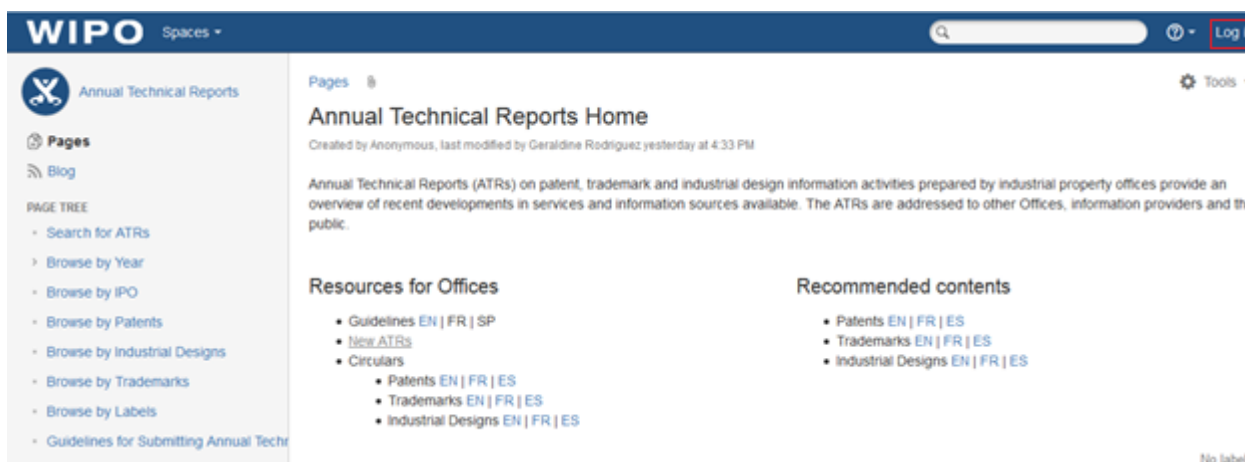 WIPO Spaces
Log
Annual Technical Reports
Pages
Blog
PAGE TREE
Search for ATRs
Browse by Year
Browse by IPO
Browse by Patents
Browse by Industrial Designs
Browse by Trademarks
Browse by Labels
Guidelines for Submitting Annual Techn
Pages
Tools
Annual Technical Reports Home
Created by Anonymous, last modified by Geraldine Rodriguez yesterday at 4:33 PM
Annual Technical Reports (ATRs) on patent, trademark and industrial design information activities prepared by industrial property offices provide an
overview of recent developments in services and information sources available. The ATRs are addressed to other Offices, information providers and th
public.
Resources for Offices
• Guidelines EN | FR | SP
• New ATRs
• Circulars
• Patents EN | FR | ES
• Trademarks EN | FR | ES
• Industrial Designs EN | FR | ES
Recommended contents
• Patents EN | FR | ES
• Trademarks EN | FR | ES
• Industrial Designs EN | FR | ES
No label